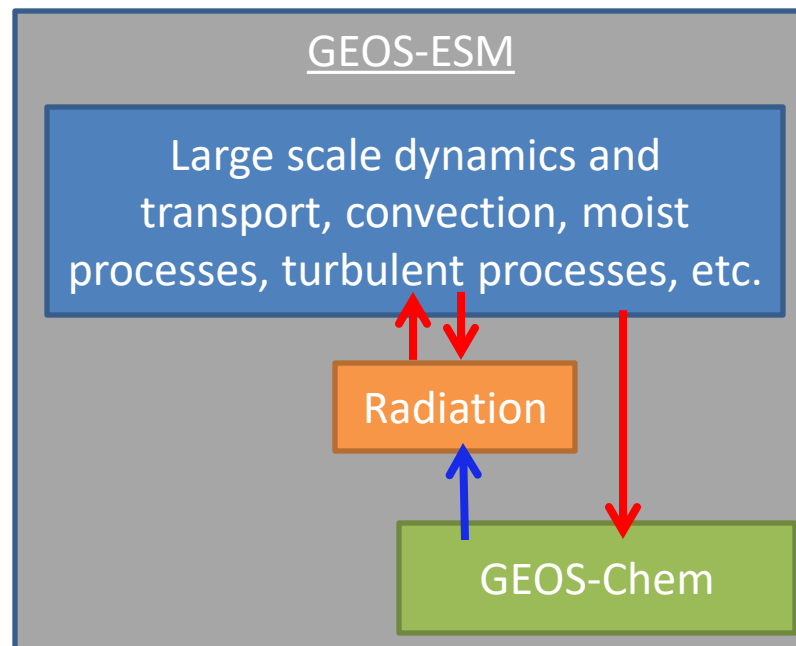 GEOS-ESM
Large scale dynamics and
transport, convection, moist
processes, turbulent processes, etc.
Radiation
GEOS-Chem